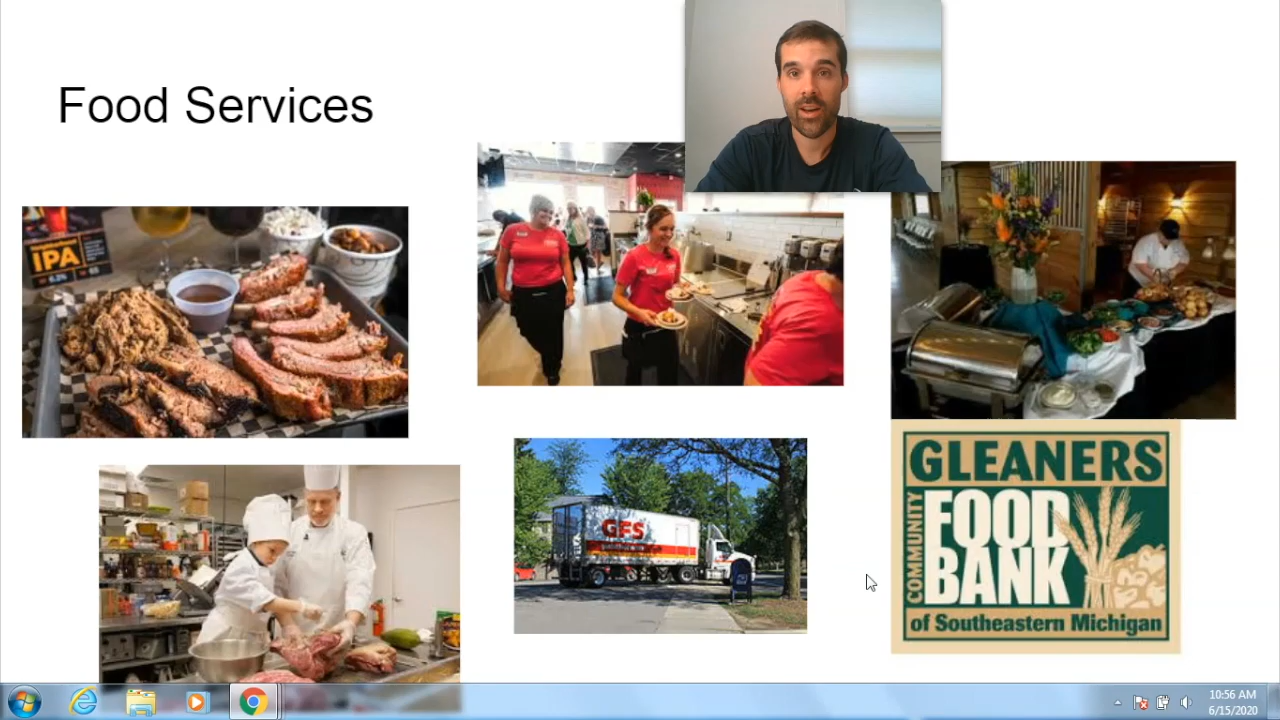 Food Services
IPA
GFS
GLEANERS
COMMUNITY
FOOD
BANK
of Southeastern Michigan
10:56 AM
6/15/2020